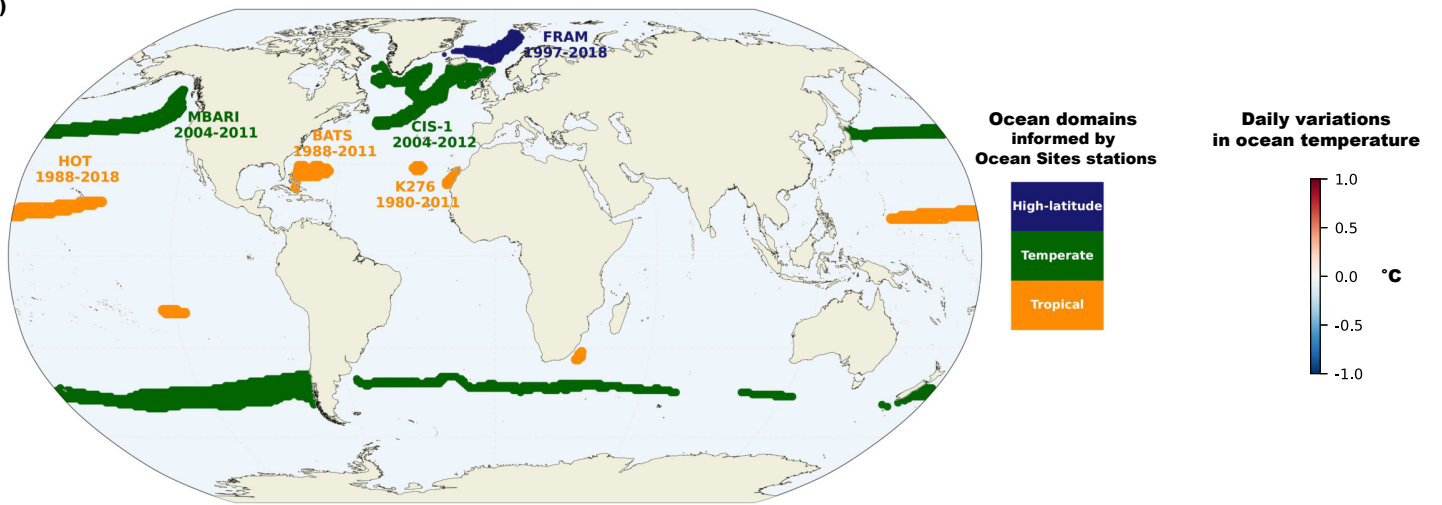 )
FRAM
1997-2018
MBARI
2004-2011
CIS-1
2004-2012
BATS
1988-2011
HOT
1988-2018
K276
1980-2011
Ocean domains
informed by
Ocean Sites stations
High-latitude
Temperate
Tropical
Daily variations
in ocean temperature
1.0
0.5
0.0
-0.5
-1.0
°C